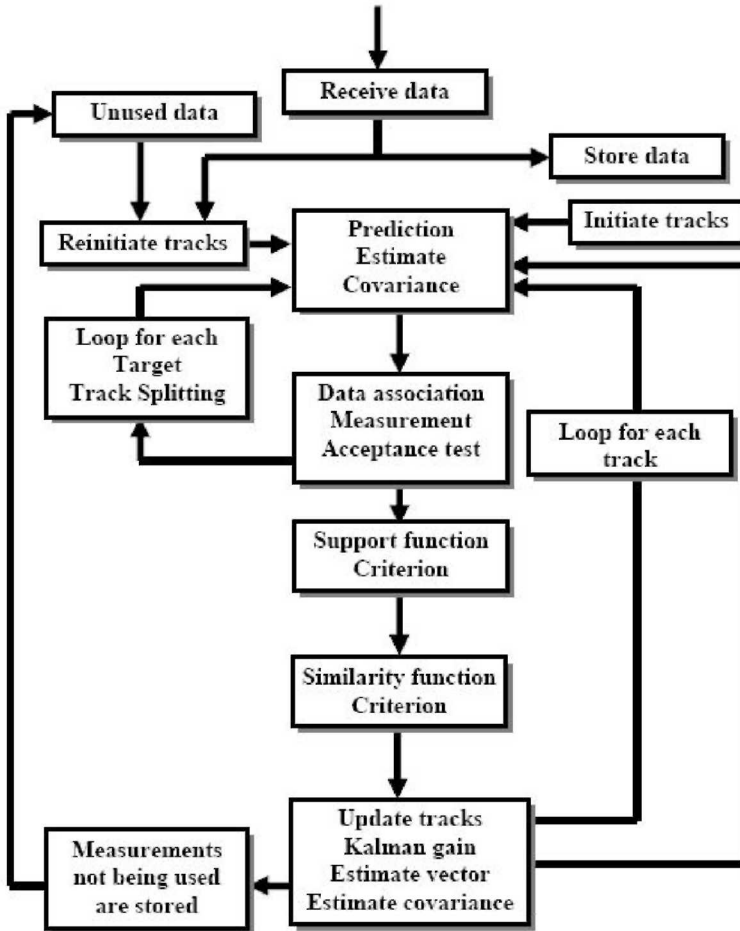 Receive data
Unused data
Store data
Initiate tracks
Reinitiate tracks
Prediction
Estimate
Covariance
Loop for each
Target
Track Splitting
Data association
Measurement
Acceptance test
Loop for each
track
Support function
Criterion
Similarity function
Criterion
Update tracks
Kalman gain
Estimate vector
Estimate covariance
Measurements
not being used
are stored